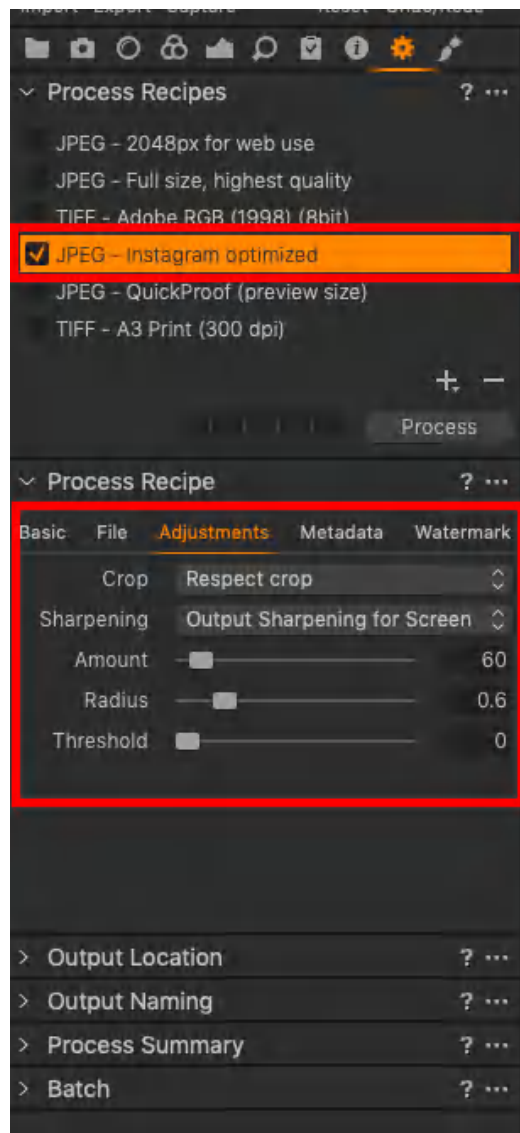 Process Recipes ? ...
JPEG - 2048px for web use
JPEG - Full size, highest quality
TIFF - Adobe RGB (1998) (8bit)
JPEG - Instagram optimized
JPEG - QuickProof (preview size)
TIFF - A3 Print (300 dpi)
+ −
Process
Process Recipe ? ...
Basic File Adjustments Metadata Watermark
Crop Respect crop
Sharpening Output Sharpening for Screen
Amount 60
Radius 0.6
Threshold 0
> Output Location ? ...
> Output Naming ? ...
> Process Summary ? ...
> Batch ? ...